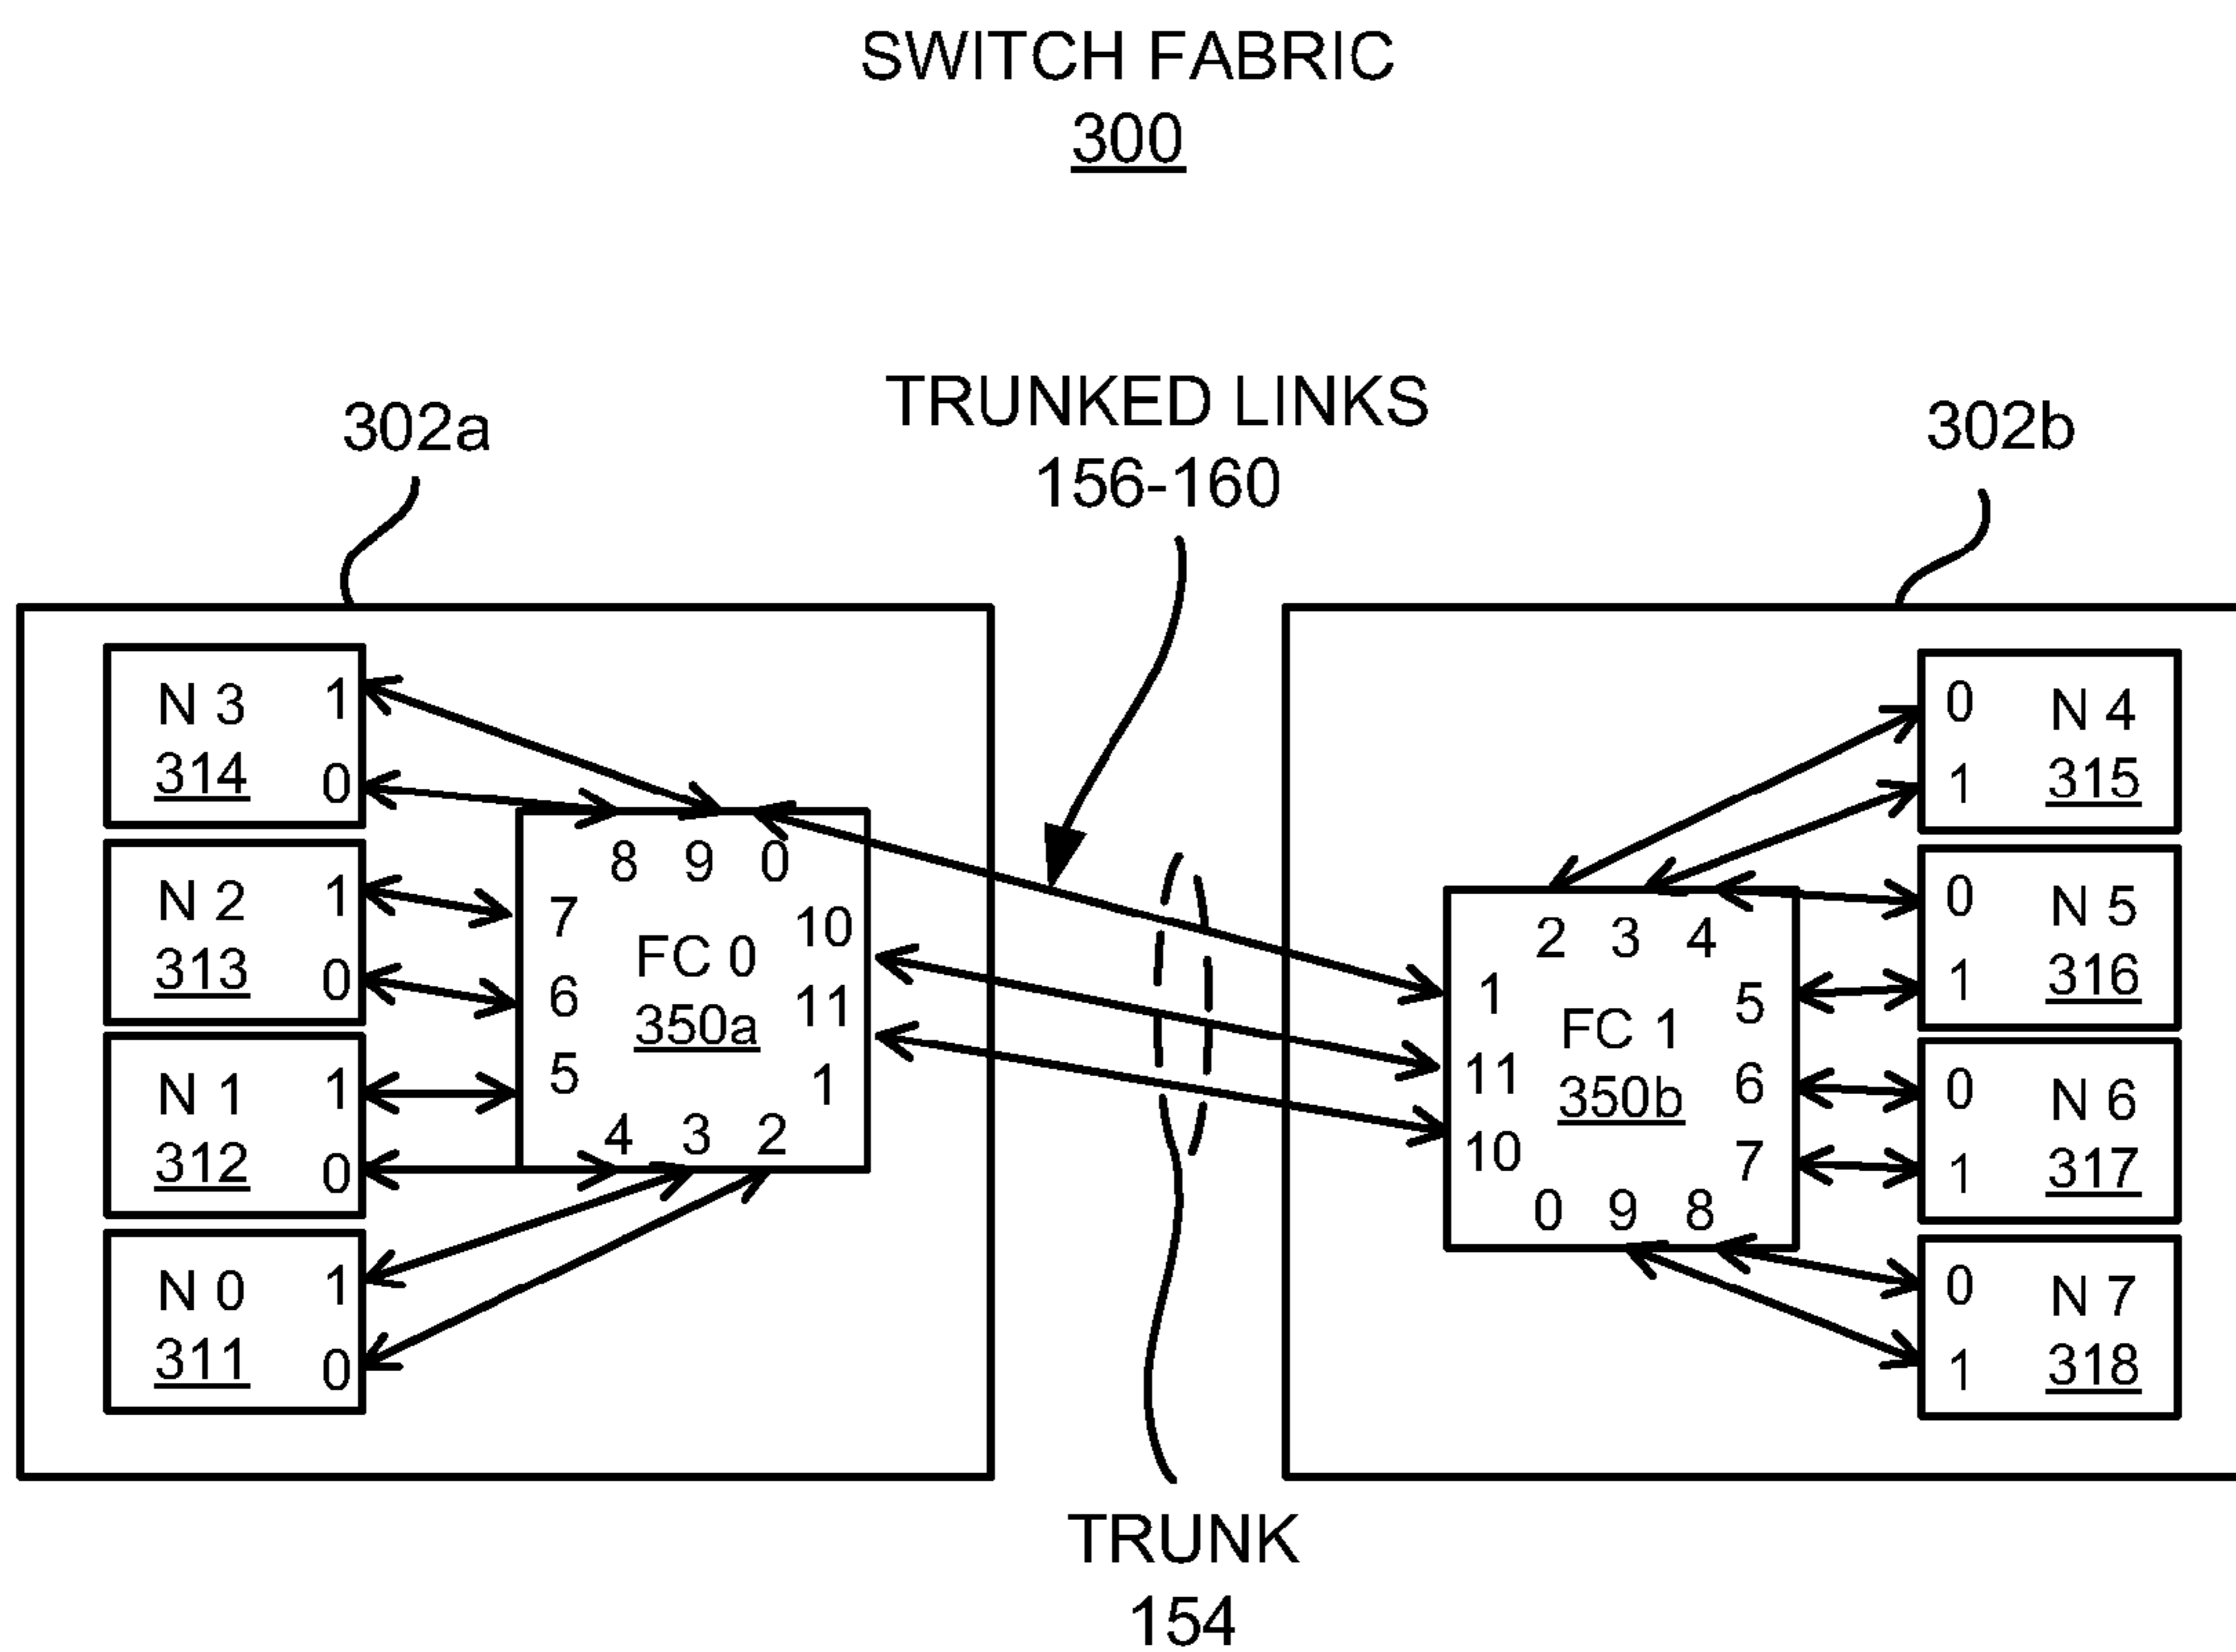 SWITCH FABRIC
300
TRUNKED LINKS
156-160
302a
302b
N 3 1
314 0
N 2 1
313 0
N 1 1
312 0
N 0 1
311 0
8 9 0
7 10
FC 0
6 11
350a
5 1
4 3 2
2 3 4
1 5
FC 1
11 6
350b
10 7
0 9 8
0 N 4
1 315
0 N 5
1 316
0 N 6
1 317
0 N 7
1 318
TRUNK
154